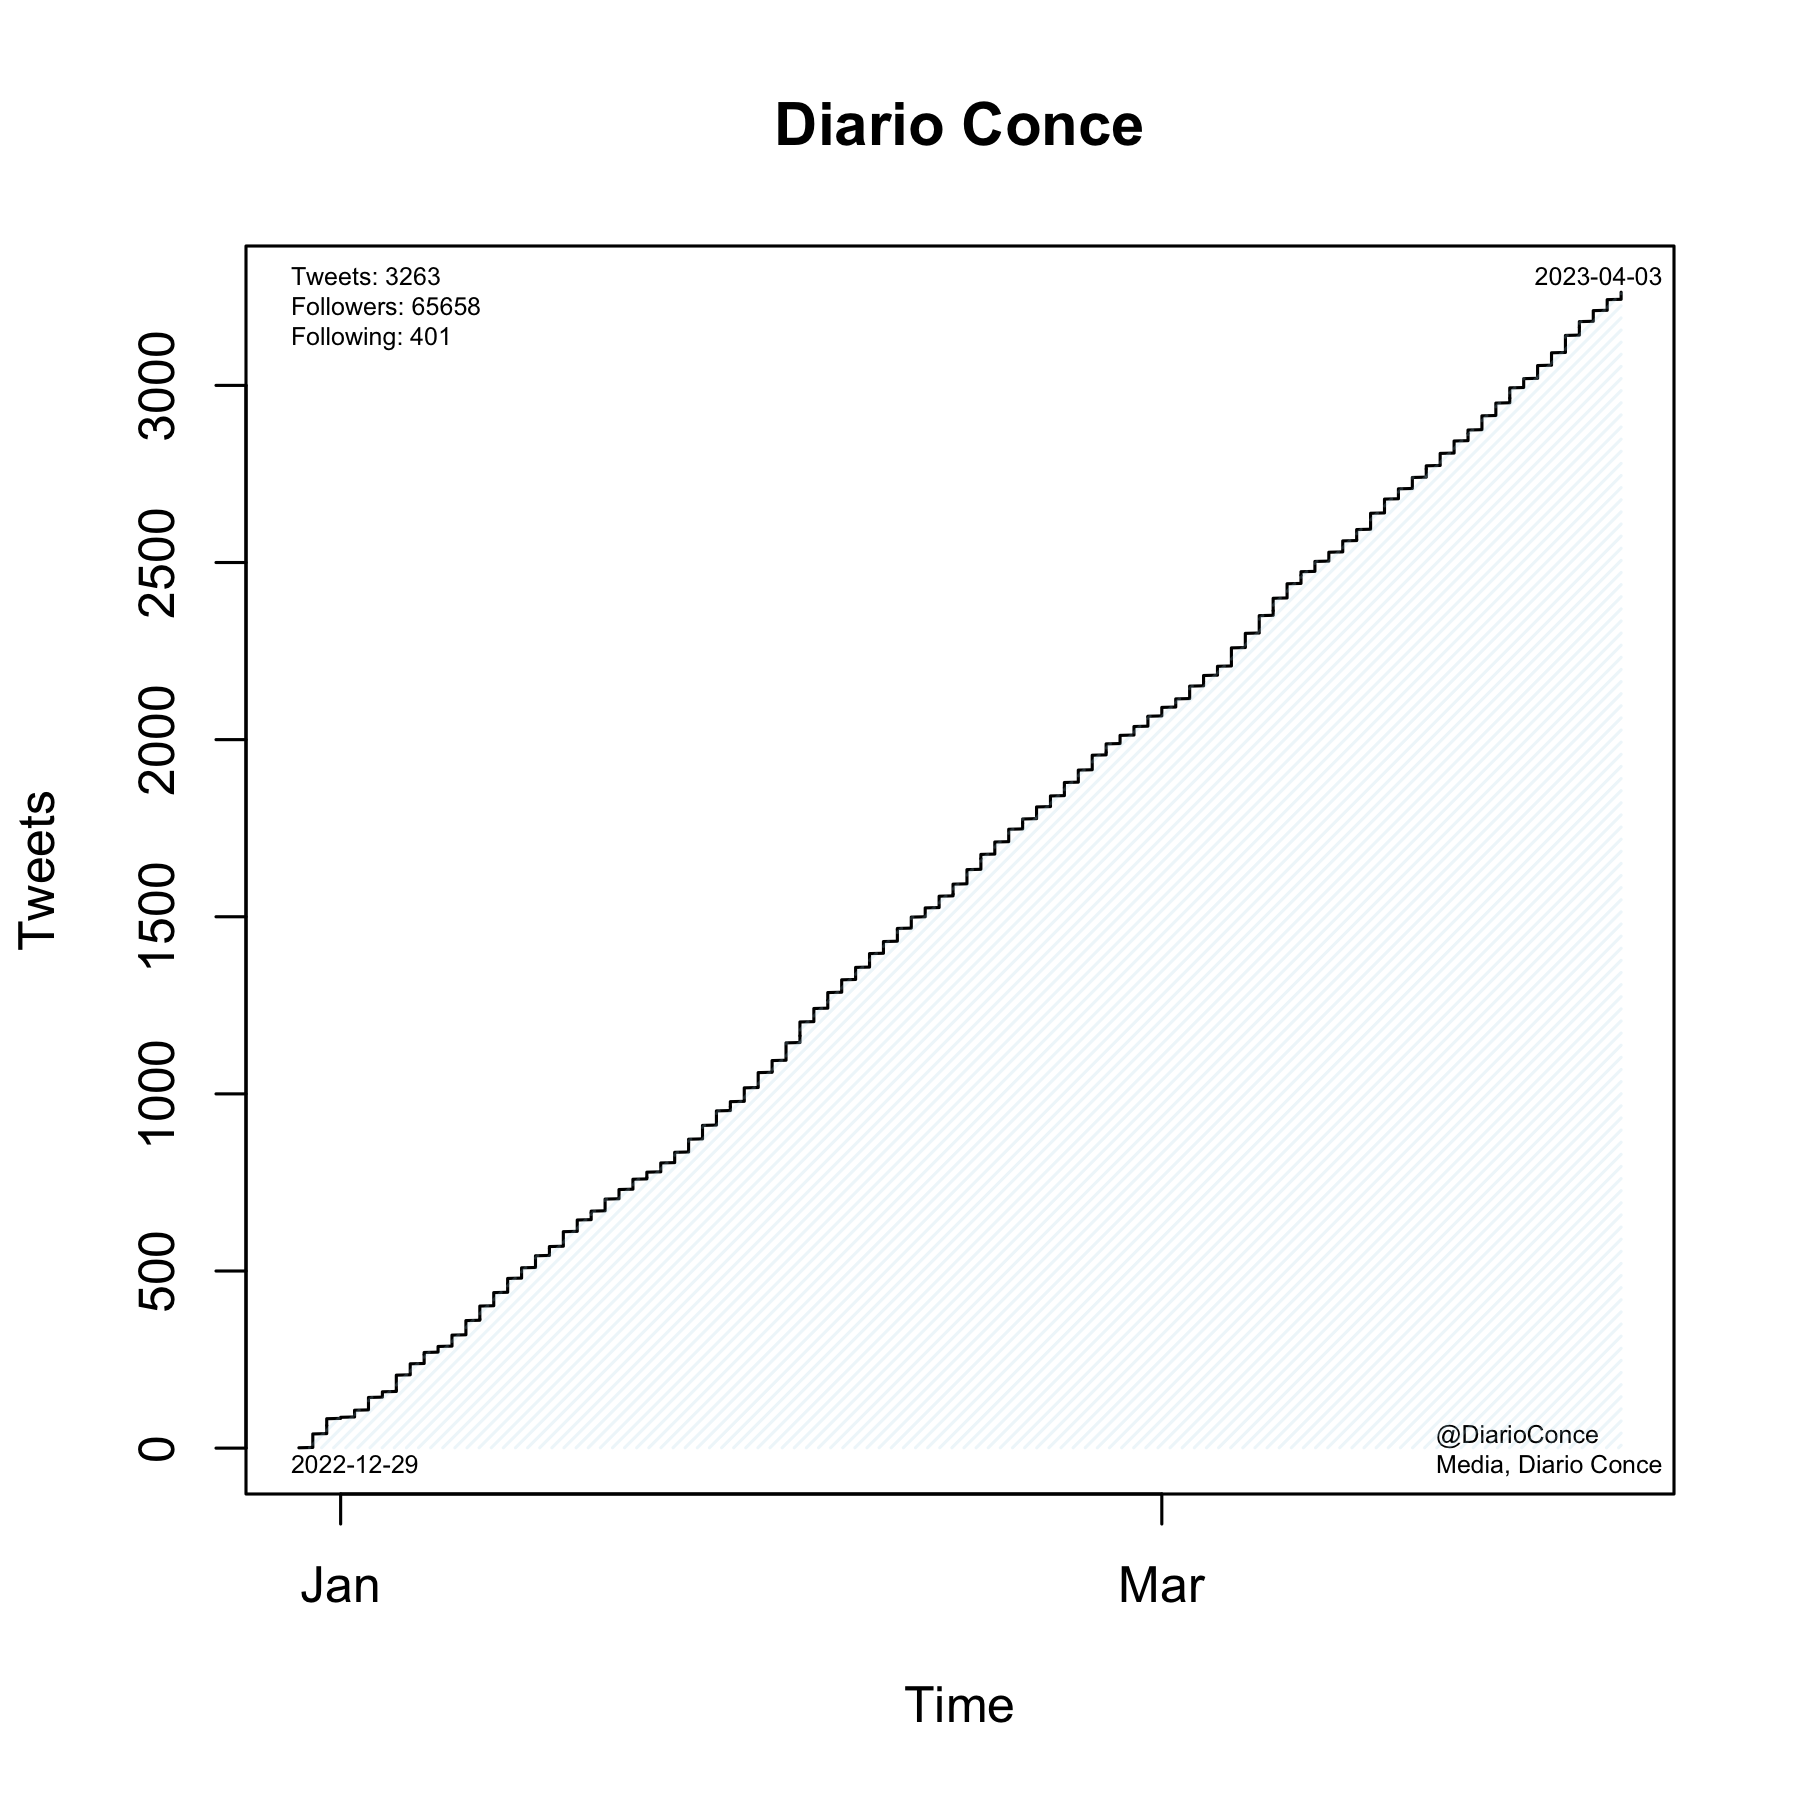 Diario Conce
Tweets: 3263
Followers: 65658
Following: 401
2023-04-03
3000
2500
2000
1500
1000
500
0
Tweets
2022-12-29
@DiarioConce
Media, Diario Conce
Jan
Mar
Time